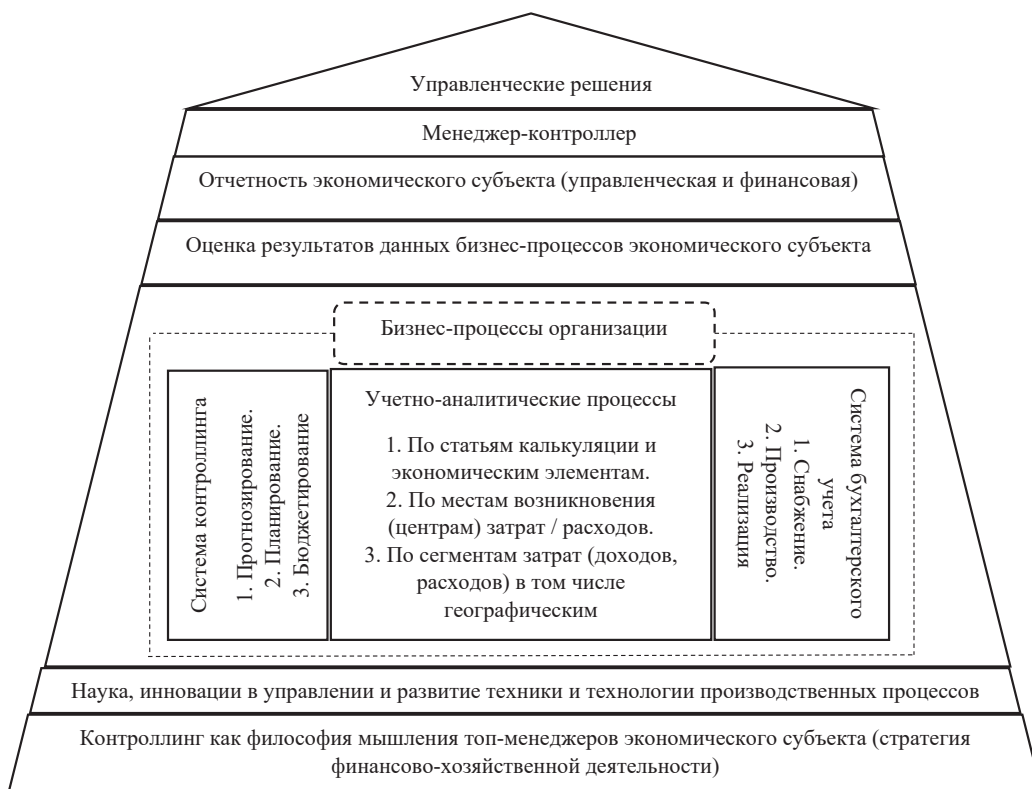 Управленческие решения
Менеджер-контроллер
Отчетность экономического субъекта (управленческая и финансовая)
Оценка результатов данных бизнес-процессов экономического субъекта
Бизнес-процессы организации
Система контроллинга
1. Прогнозирование.
2. Планирование.
3. Бюджетирование
Учетно-аналитические процессы
1. По статьям калькуляции и
экономическим элементам.
2. По местам возникновения
(центрам) затрат / расходов.
3. По сегментам затрат (доходов,
расходов) в том числе
географическим
Система бухгалтерского
учета
1. Снабжение.
2. Производство.
3. Реализация
Наука, инновации в управлении и развитие техники и технологии производственных процессов
Контроллинг как философия мышления топ-менеджеров экономического субъекта (стратегия
финансово-хозяйственной деятельности)